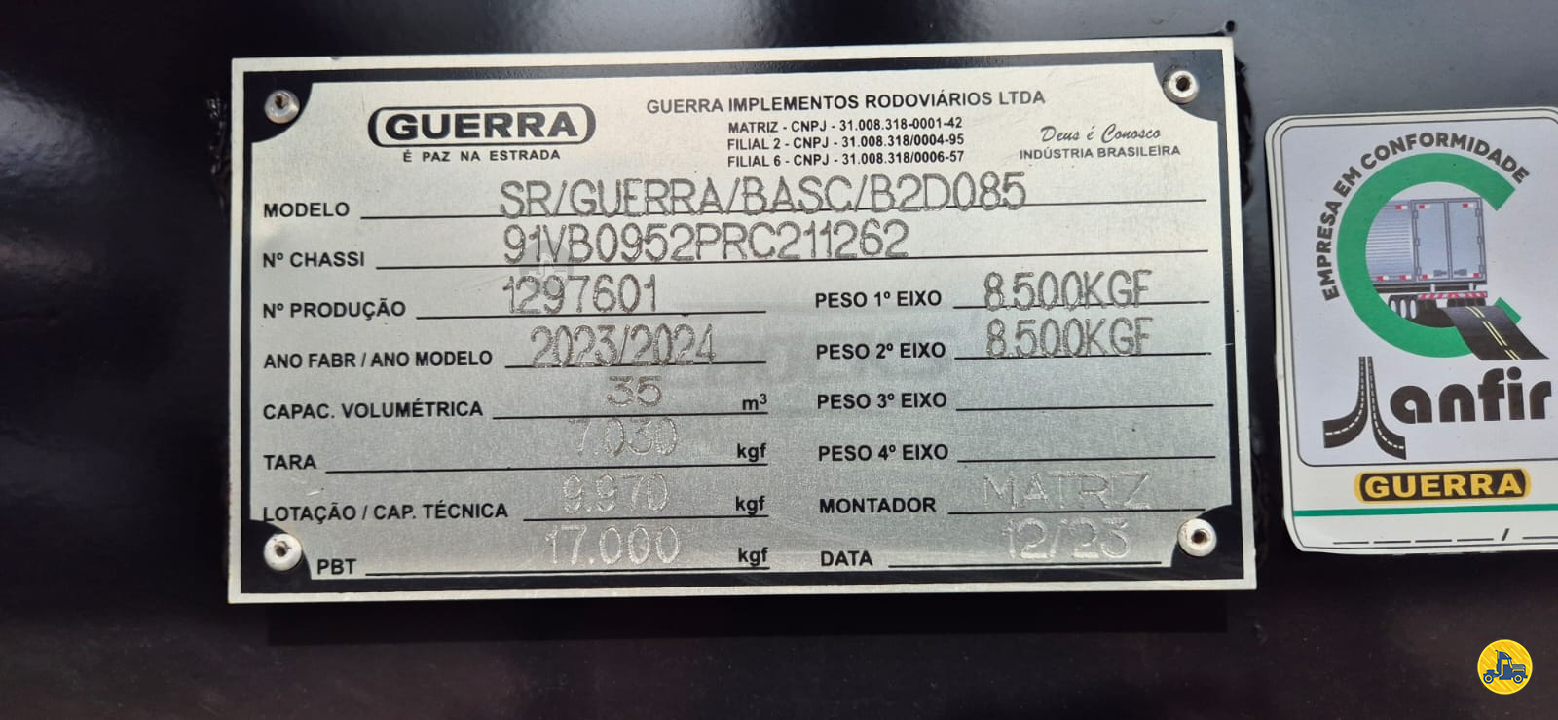 GUERRA
É PAZ NA ESTRADA
GUERRA IMPLEMENTOS RODOVIÁRIOS LTDA
MATRIZ - CNPJ - 31.008.318-0001-42
FILIAL 2 - CNPJ - 31.008.318/0004-95
FILIAL 6 - CNPJ - 31.008.318/0006-57
Deus é Conosco
INDÚSTRIA BRASILEIRA
MODELO SR/GUERRA/BASC/B2D085
Nº CHASSI 91VB0952PRC211262
Nº PRODUÇÃO 1297601
PESO 1º EIXO 8.500KGF
ANO FABR / ANO MODELO 2023/2024
PESO 2º EIXO 8.500KGF
CAPAC. VOLUMÉTRICA 35 m³
PESO 3º EIXO
TARA 7.030 kgf
PESO 4º EIXO
LOTAÇÃO / CAP. TÉCNICA 9.970 kgf
MONTADOR MATRIZ
PBT 17.000 kgf
DATA 12/23
EMPRESA EM CONFORMIDADE
anfir
GUERRA